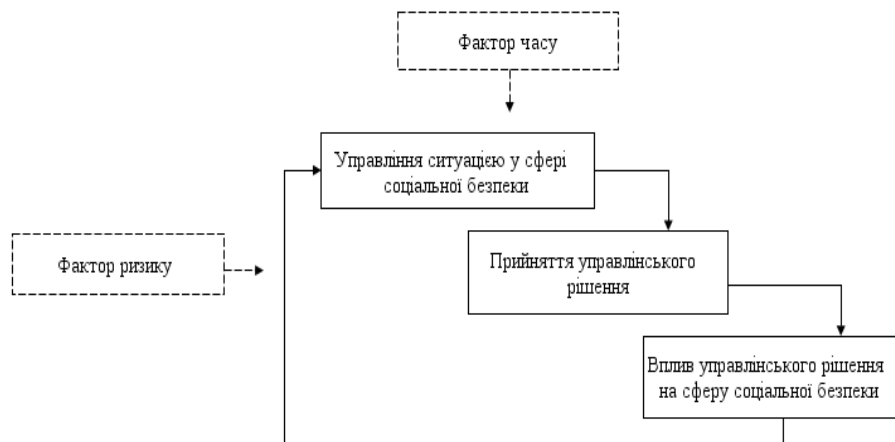 Фактор часу
Управління ситуацією у сфері
соціальної безпеки
Фактор ризику
Прийняття управлінського
рішення
Вплив управлінського рішення
на сферу соціальної безпеки